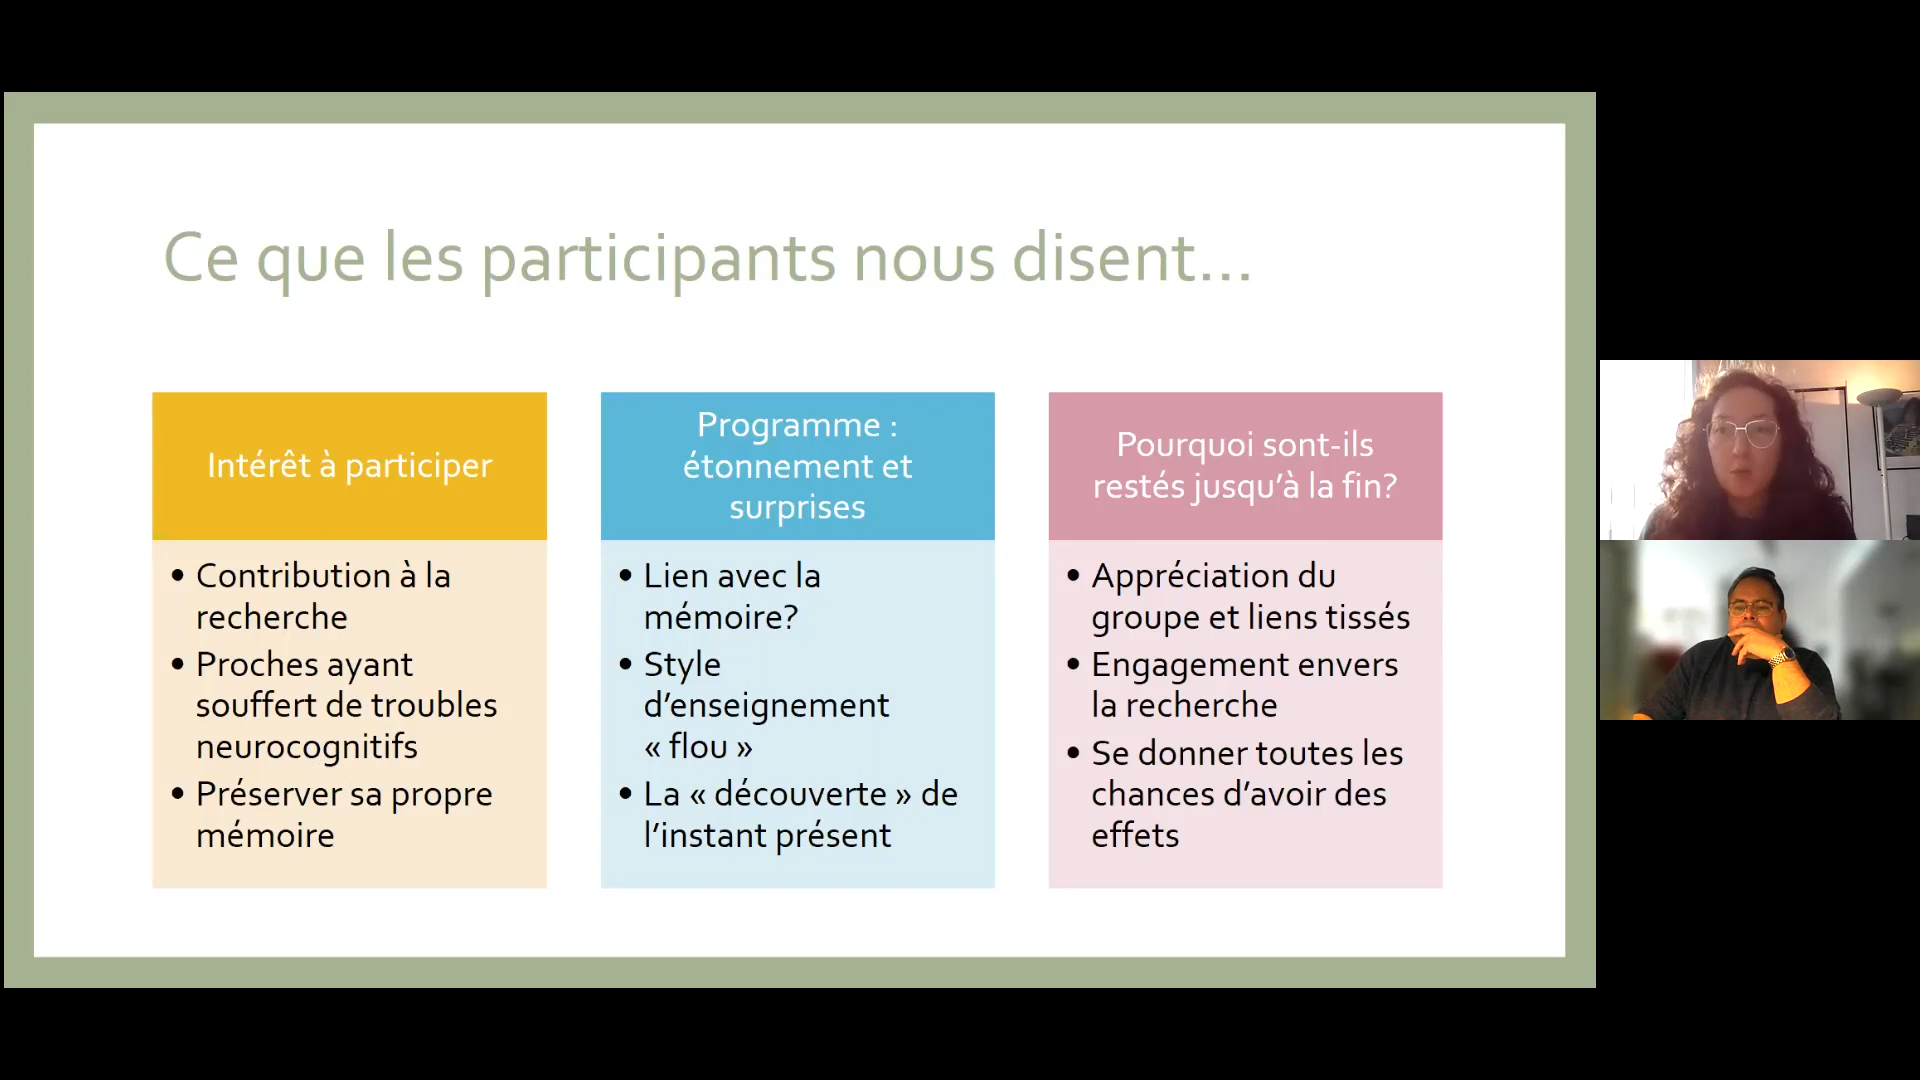 Ce que les participants nous disent...
Intérêt à participer
• Contribution à la
recherche
• Proches ayant
souffert de troubles
neurocognitifs
• Préserver sa propre
mémoire
Programme :
étonnement et
surprises
• Lien avec la
mémoire?
• Style
d’enseignement
« flou »
• La « découverte » de
l’instant présent
Pourquoi sont-ils
restés jusqu’à la fin?
• Appréciation du
groupe et liens tissés
• Engagement envers
la recherche
• Se donner toutes les
chances d’avoir des
effets